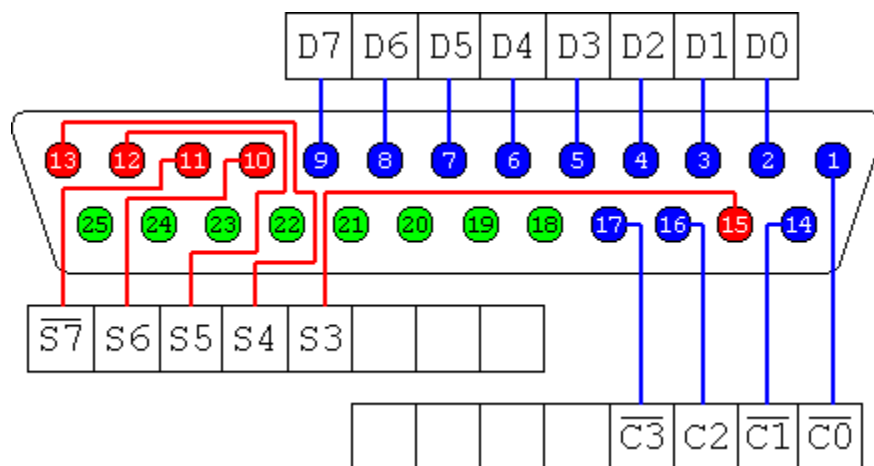 D7 D6 D5 D4 D3 D2 D1 D0
13 12 11 10 9 8 7 6 5 4 3 2 1
25 24 23 22 21 20 19 18 17 16 15 14
S̅7̅ S6 S5 S4 S3
C̅3̅ C2 C̅1̅ C̅0̅